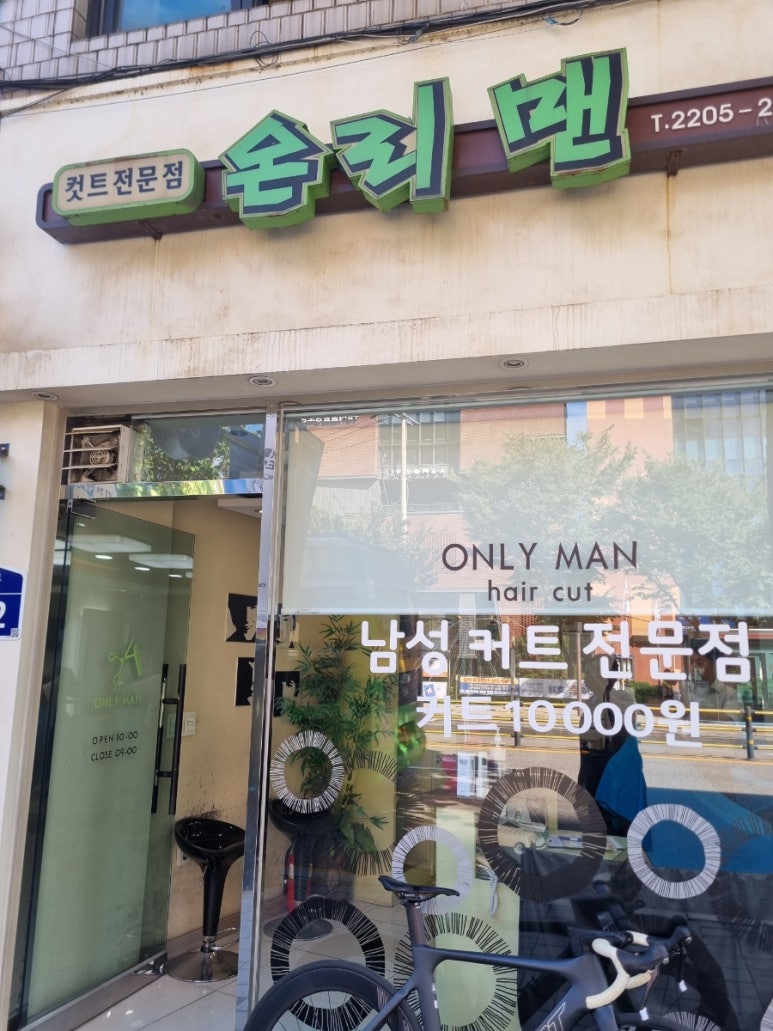 컷트전문점 온리맨 T.2205-2
ONLY MAN
hair cut
남성커트전문점
커트10000원
ONLY MAN
OPEN 10:00
CLOSE 09:00
2